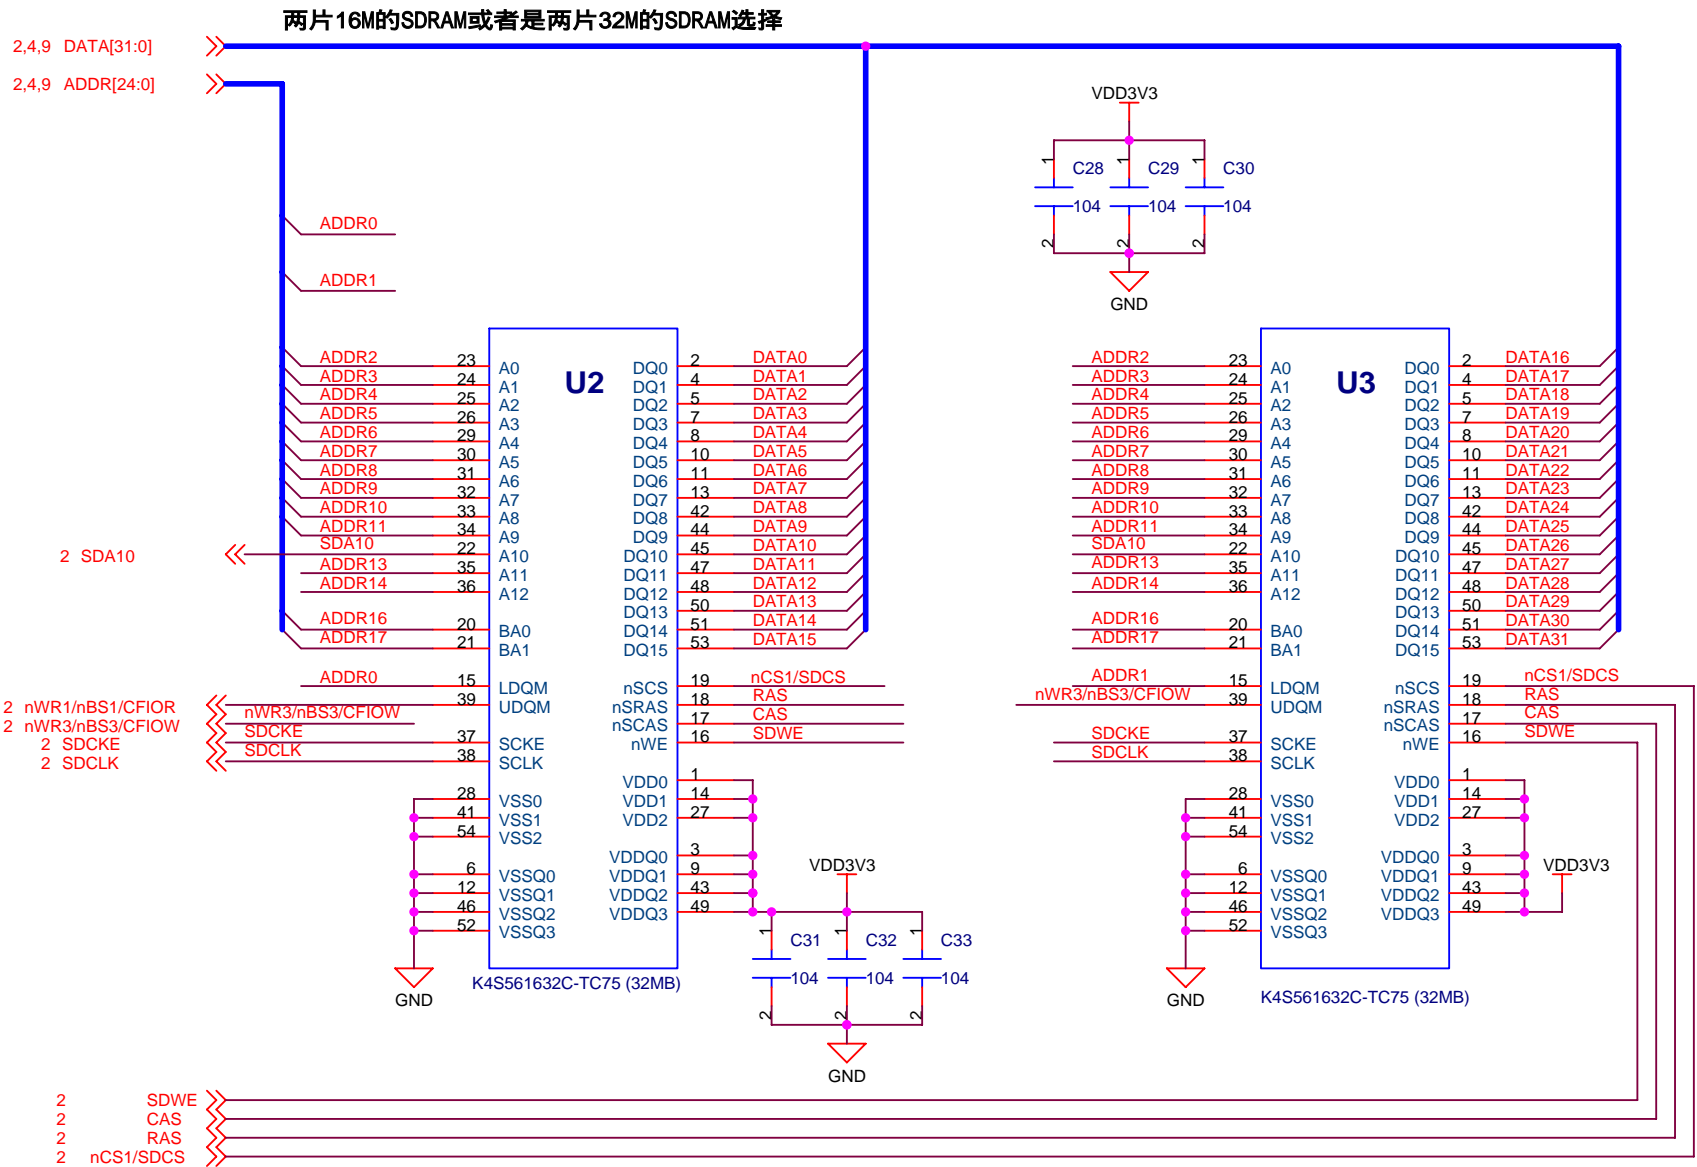 两片16M的SDRAM或者是两片32M的SDRAM选择
2,4,9 DATA[31:0]
2,4,9 ADDR[24:0]
VDD3V3
1 C28 1 C29 1 C30
104 104 104
2 2 2
GND
ADDR0
ADDR1
U2 U3
ADDR2 23 A0 DQ0 2 DATA0 ADDR2 23 A0 DQ0 2 DATA16
ADDR3 24 A1 DQ1 4 DATA1 ADDR3 24 A1 DQ1 4 DATA17
ADDR4 25 A2 DQ2 5 DATA2 ADDR4 25 A2 DQ2 5 DATA18
ADDR5 26 A3 DQ3 7 DATA3 ADDR5 26 A3 DQ3 7 DATA19
ADDR6 29 A4 DQ4 8 DATA4 ADDR6 29 A4 DQ4 8 DATA20
ADDR7 30 A5 DQ5 10 DATA5 ADDR7 30 A5 DQ5 10 DATA21
ADDR8 31 A6 DQ6 11 DATA6 ADDR8 31 A6 DQ6 11 DATA22
ADDR9 32 A7 DQ7 13 DATA7 ADDR9 32 A7 DQ7 13 DATA23
ADDR10 33 A8 DQ8 42 DATA8 ADDR10 33 A8 DQ8 42 DATA24
ADDR11 34 A9 DQ9 44 DATA9 ADDR11 34 A9 DQ9 44 DATA25
2 SDA10 SDA10 22 A10 DQ10 45 DATA10 SDA10 22 A10 DQ10 45 DATA26
ADDR13 35 A11 DQ11 47 DATA11 ADDR13 35 A11 DQ11 47 DATA27
ADDR14 36 A12 DQ12 48 DATA12 ADDR14 36 A12 DQ12 48 DATA28
DQ13 50 DATA13 DQ13 50 DATA29
ADDR16 20 BA0 DQ14 51 DATA14 ADDR16 20 BA0 DQ14 51 DATA30
ADDR17 21 BA1 DQ15 53 DATA15 ADDR17 21 BA1 DQ15 53 DATA31
ADDR0 15 LDQM nSCS 19 nCS1/SDCS ADDR1 15 LDQM nSCS 19 nCS1/SDCS
2 nWR1/nBS1/CFIOR 39 UDQM nSRAS 18 RAS nWR3/nBS3/CFIOW 39 UDQM nSRAS 18 RAS
2 nWR3/nBS3/CFIOW nWR3/nBS3/CFIOW nSCAS 17 CAS nSCAS 17 CAS
2 SDCKE SDCKE 37 SCKE nWE 16 SDWE SDCKE 37 SCKE nWE 16 SDWE
2 SDCLK SDCLK 38 SCLK SDCLK 38 SCLK
VDD0 1 VDD0 1
28 VSS0 VDD1 14 28 VSS0 VDD1 14
41 VSS1 VDD2 27 41 VSS1 VDD2 27
54 VSS2 54 VSS2
VDDQ0 3 VDD3V3 VDDQ0 3 VDD3V3
6 VSSQ0 VDDQ1 9 6 VSSQ0 VDDQ1 9
12 VSSQ1 VDDQ2 43 12 VSSQ1 VDDQ2 43
46 VSSQ2 VDDQ3 49 46 VSSQ2 VDDQ3 49
52 VSSQ3 52 VSSQ3
1 C31 1 C32 1 C33
104 104 104
2 2 2
GND K4S561632C-TC75 (32MB) GND K4S561632C-TC75 (32MB)
GND
2 SDWE
2 CAS
2 RAS
2 nCS1/SDCS